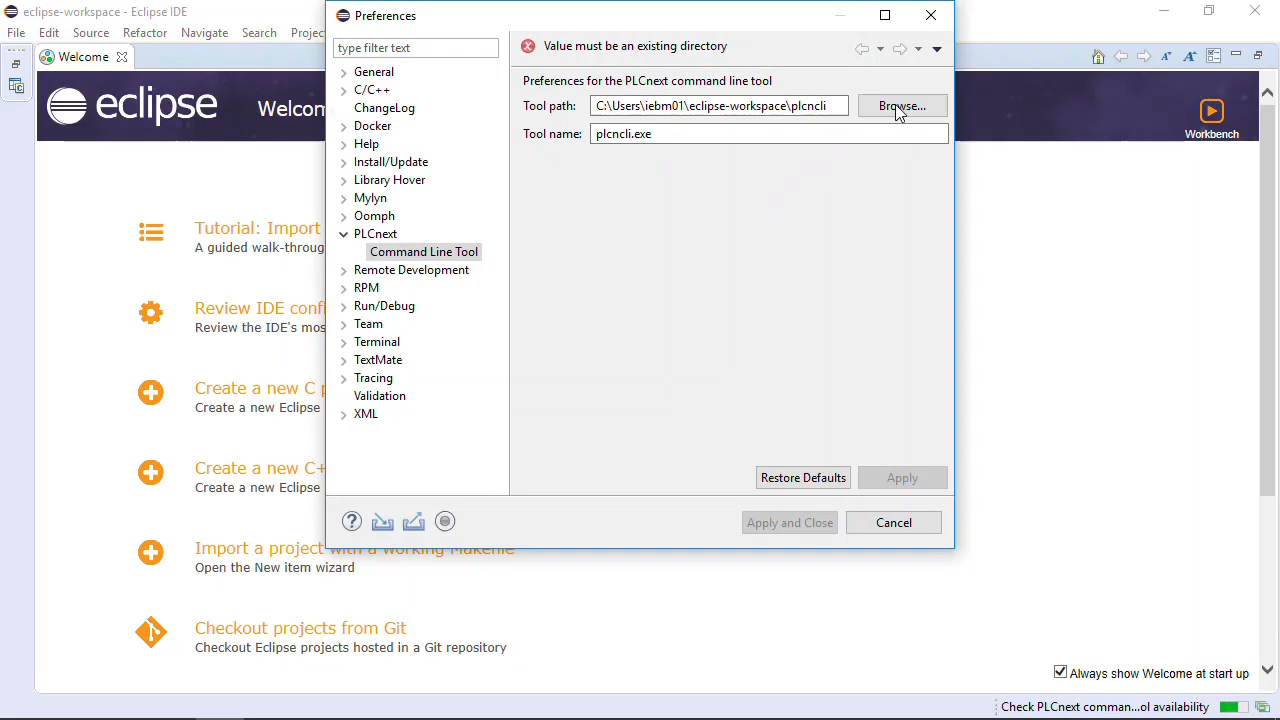 eclipse-workspace - Eclipse IDE
File Edit Source Refactor Navigate Search Projec
Welcome
eclipse Welcom
Workbench
Tutorial: Import
A guided walk-throug
Review IDE confi
Review the IDE's mos
Create a new C p
Create a new Eclipse
Create a new C+
Create a new Eclipse
Import a project with a working Makefile
Open the New item wizard
Checkout projects from Git
Checkout Eclipse projects hosted in a Git repository
Always show Welcome at start up
Check PLCnext comman...ol availability
Preferences
type filter text
General
C/C++
ChangeLog
Docker
Help
Install/Update
Library Hover
Mylyn
Oomph
PLCnext
Command Line Tool
Remote Development
RPM
Run/Debug
Team
Terminal
TextMate
Tracing
Validation
XML
Value must be an existing directory
Preferences for the PLCnext command line tool
Tool path: C:\Users\iebm01\eclipse-workspace\plcncli Browse...
Tool name: plcncli.exe
Restore Defaults Apply
Apply and Close Cancel